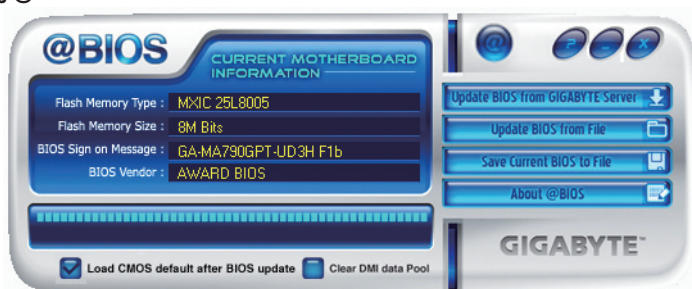 @BIOS
CURRENT MOTHERBOARD
INFORMATION
Flash Memory Type : MXIC 25L8005
Flash Memory Size : 8M Bits
BIOS Sign on Message : GA-MA790GPT-UD3H F1b
BIOS Vendor : AWARD BIOS
Load CMOS default after BIOS update Clear DMI data Pool
@ ? - X
Update BIOS from GIGABYTE Server
Update BIOS from File
Save Current BIOS to File
About @BIOS
GIGABYTE™